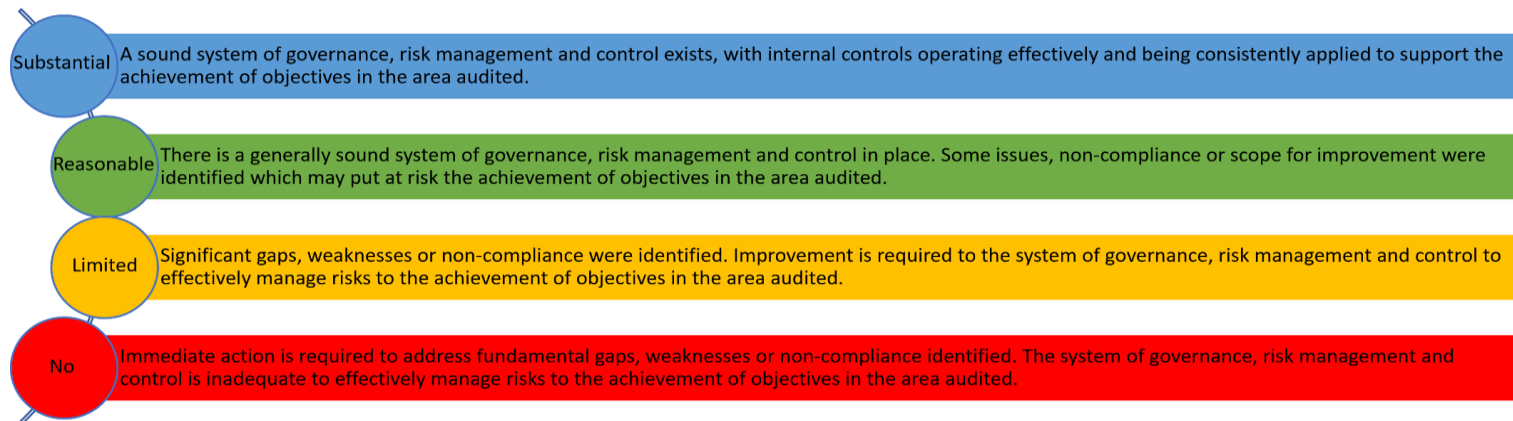 Substantial
A sound system of governance, risk management and control exists, with internal controls operating effectively and being consistently applied to support the
achievement of objectives in the area audited.
Reasonable
There is a generally sound system of governance, risk management and control in place. Some issues, non-compliance or scope for improvement were
identified which may put at risk the achievement of objectives in the area audited.
Limited
Significant gaps, weaknesses or non-compliance were identified. Improvement is required to the system of governance, risk management and control to
effectively manage risks to the achievement of objectives in the area audited.
No
Immediate action is required to address fundamental gaps, weaknesses or non-compliance identified. The system of governance, risk management and
control is inadequate to effectively manage risks to the achievement of objectives in the area audited.